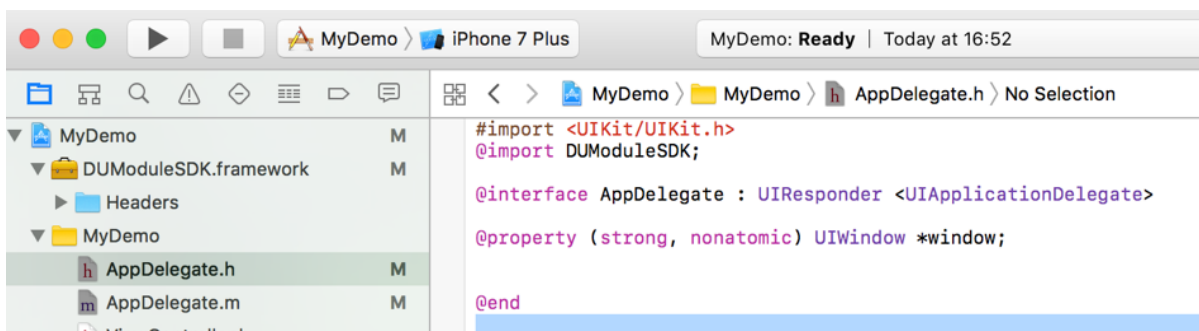 MyDemo 〉 iPhone 7 Plus
MyDemo: Ready | Today at 16:52
MyDemo 〉 MyDemo 〉 h AppDelegate.h 〉 No Selection
MyDemo M
DUModuleSDK.framework M
Headers
MyDemo
h AppDelegate.h M
m AppDelegate.m M
#import <UIKit/UIKit.h>
@import DUModuleSDK;
@interface AppDelegate : UIResponder <UIApplicationDelegate>
@property (strong, nonatomic) UIWindow *window;
@end